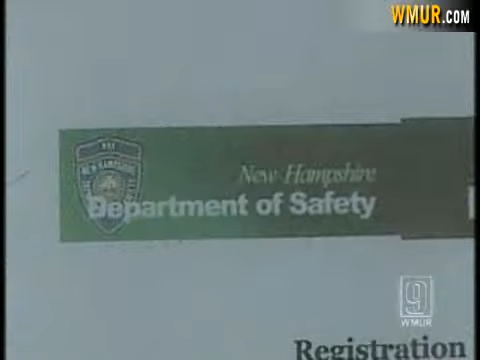 WMUR.COM
New Hampshire
Department of Safety
9
WMUR
Registration